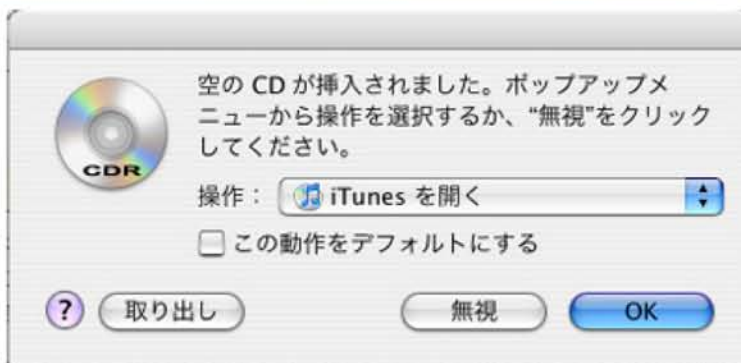 空の CD が挿入されました。ポップアップメ
ニューから操作を選択するか、“無視”をクリック
してください。
CDR
操作： iTunes を開く
この動作をデフォルトにする
? 取り出し 無視 OK